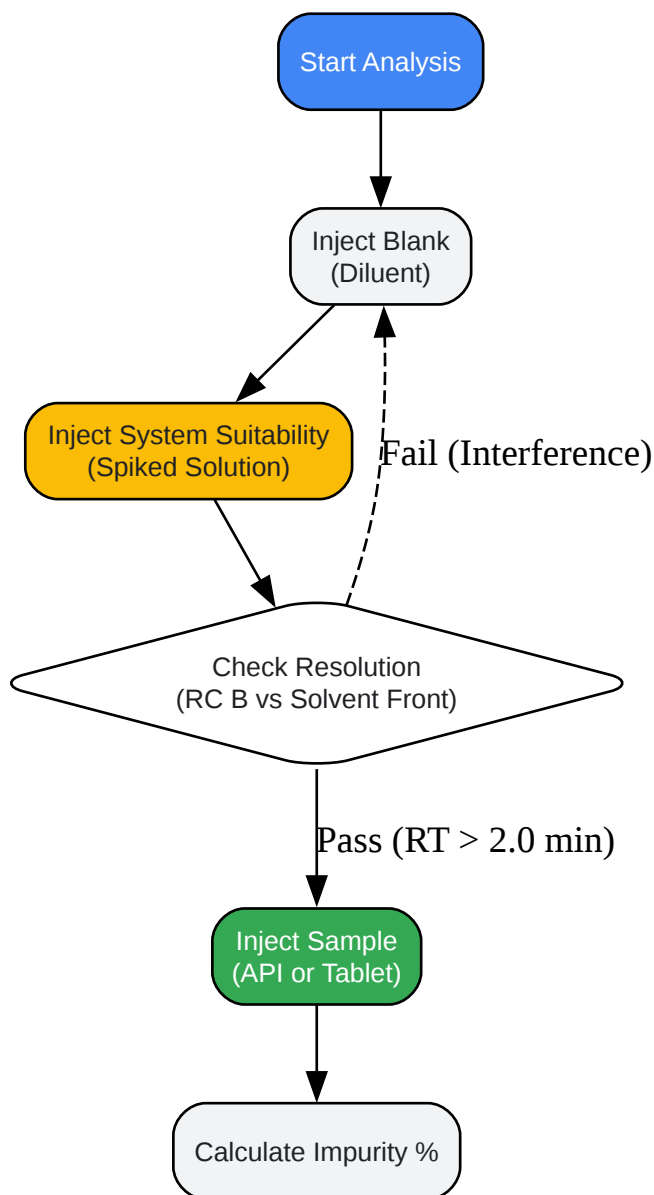 Start Analysis
Inject Blank
(Diluent)
Inject System Suitability
(Spiked Solution)
Fail (Interference)
Check Resolution
(RC B vs Solvent Front)
Pass (RT > 2.0 min)
Inject Sample
(API or Tablet)
Calculate Impurity %